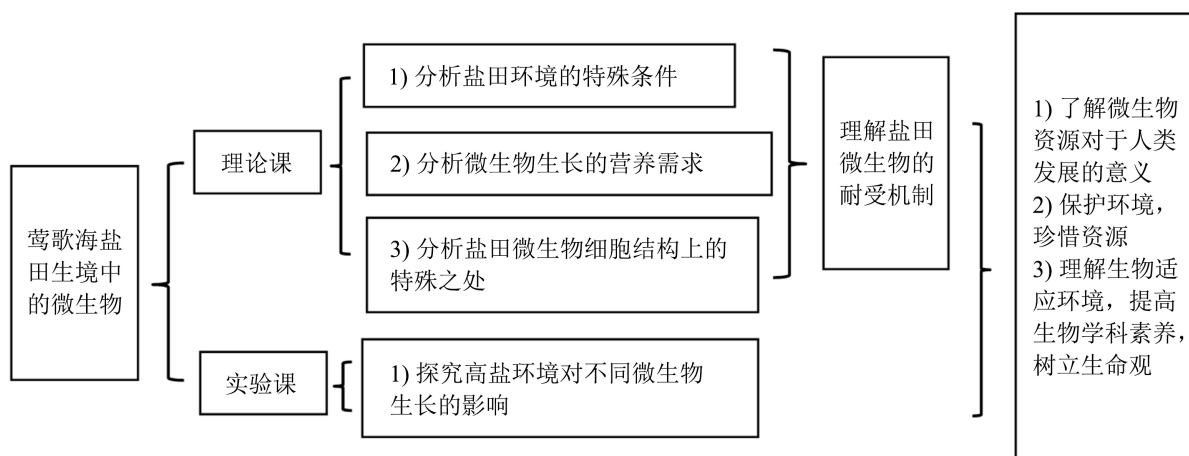 莺歌海盐
田生境中
的微生物
理论课
实验课
1) 分析盐田环境的特殊条件
2) 分析微生物生长的营养需求
3) 分析盐田微生物细胞结构上的
特殊之处
1) 探究高盐环境对不同微生物
生长的影响
理解盐田
微生物的
耐受机制
1) 了解微生物
资源对于人类
发展的意义
2) 保护环境，
珍惜资源
3) 理解生物适
应环境，提高
生物学科素养，
树立生命观